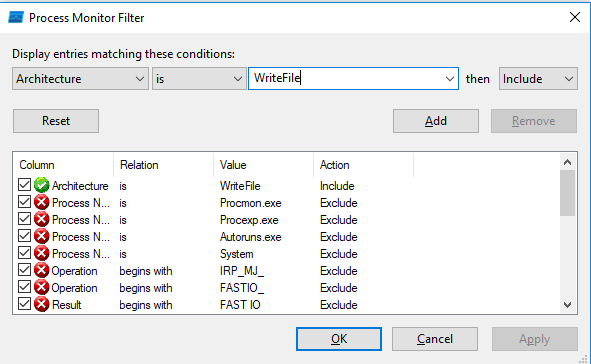 Process Monitor Filter
Display entries matching these conditions:
Architecture is WriteFile then Include
Reset Add Remove
Column Relation Value Action
Architecture is WriteFile Include
Process N... is Procmon.exe Exclude
Process N... is Procexp.exe Exclude
Process N... is Autoruns.exe Exclude
Process N... is System Exclude
Operation begins with IRP_MJ_ Exclude
Operation begins with FASTIO_ Exclude
Result begins with FAST IO Exclude
OK Cancel Apply